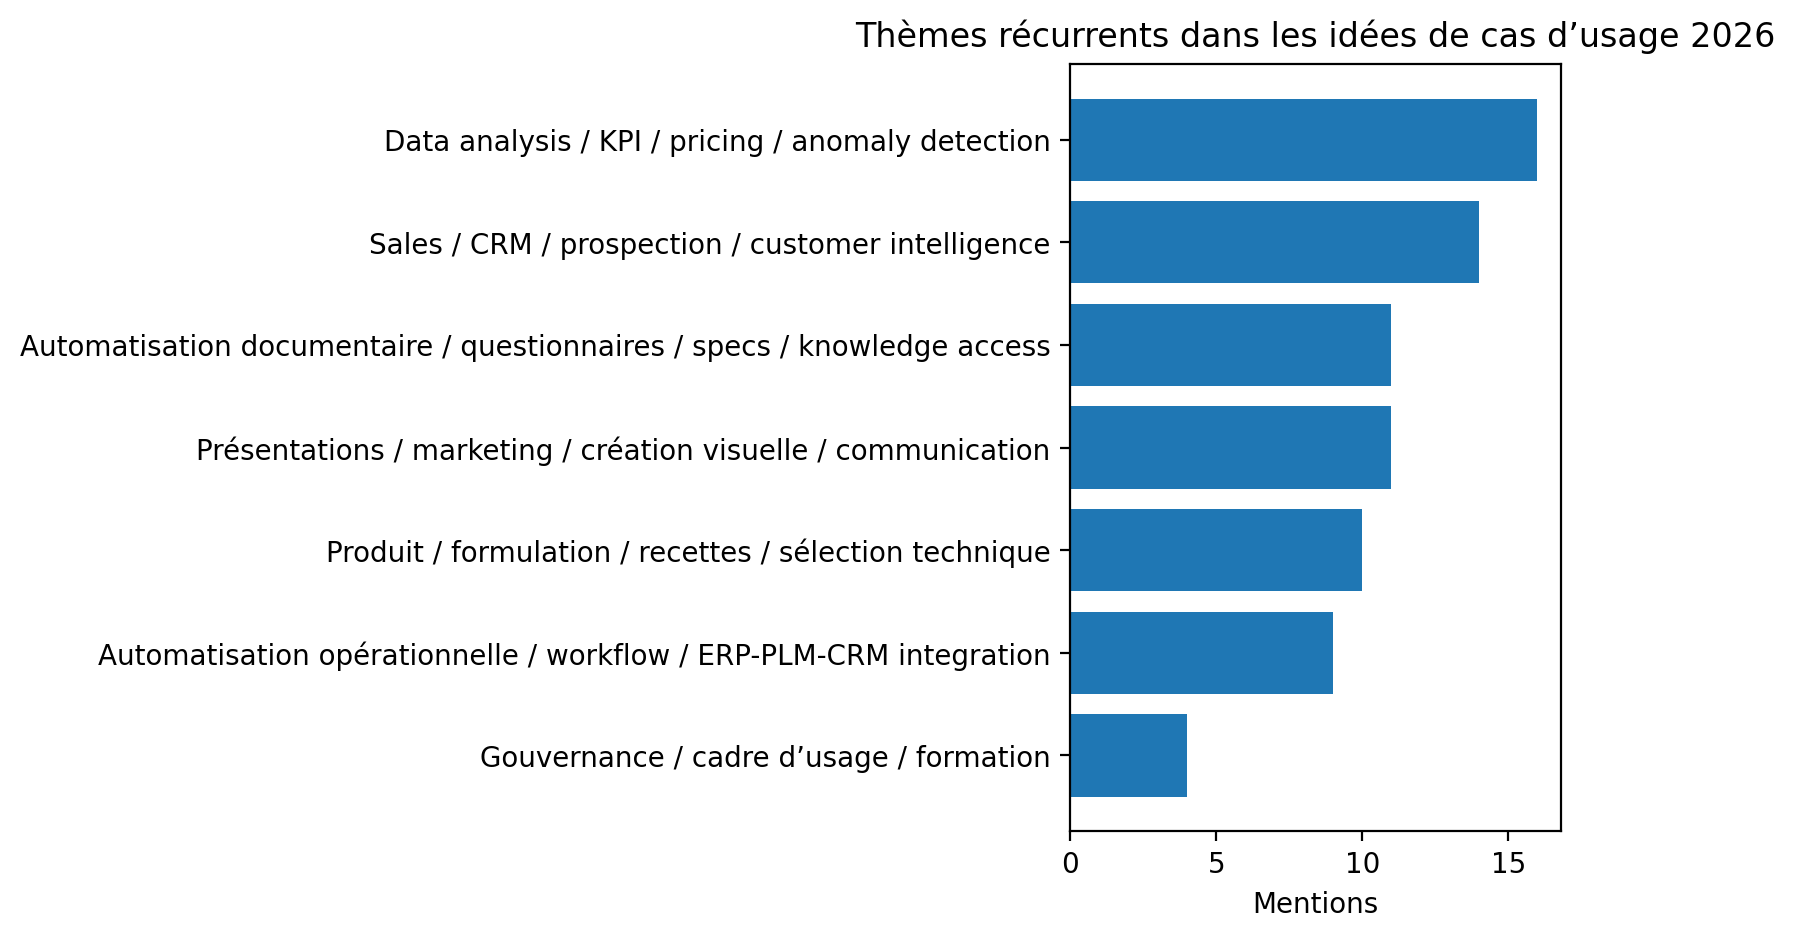 Thèmes récurrents dans les idées de cas d’usage 2026
Data analysis / KPI / pricing / anomaly detection
Sales / CRM / prospection / customer intelligence
Automatisation documentaire / questionnaires / specs / knowledge access
Présentations / marketing / création visuelle / communication
Produit / formulation / recettes / sélection technique
Automatisation opérationnelle / workflow / ERP-PLM-CRM integration
Gouvernance / cadre d’usage / formation
0 5 10 15
Mentions